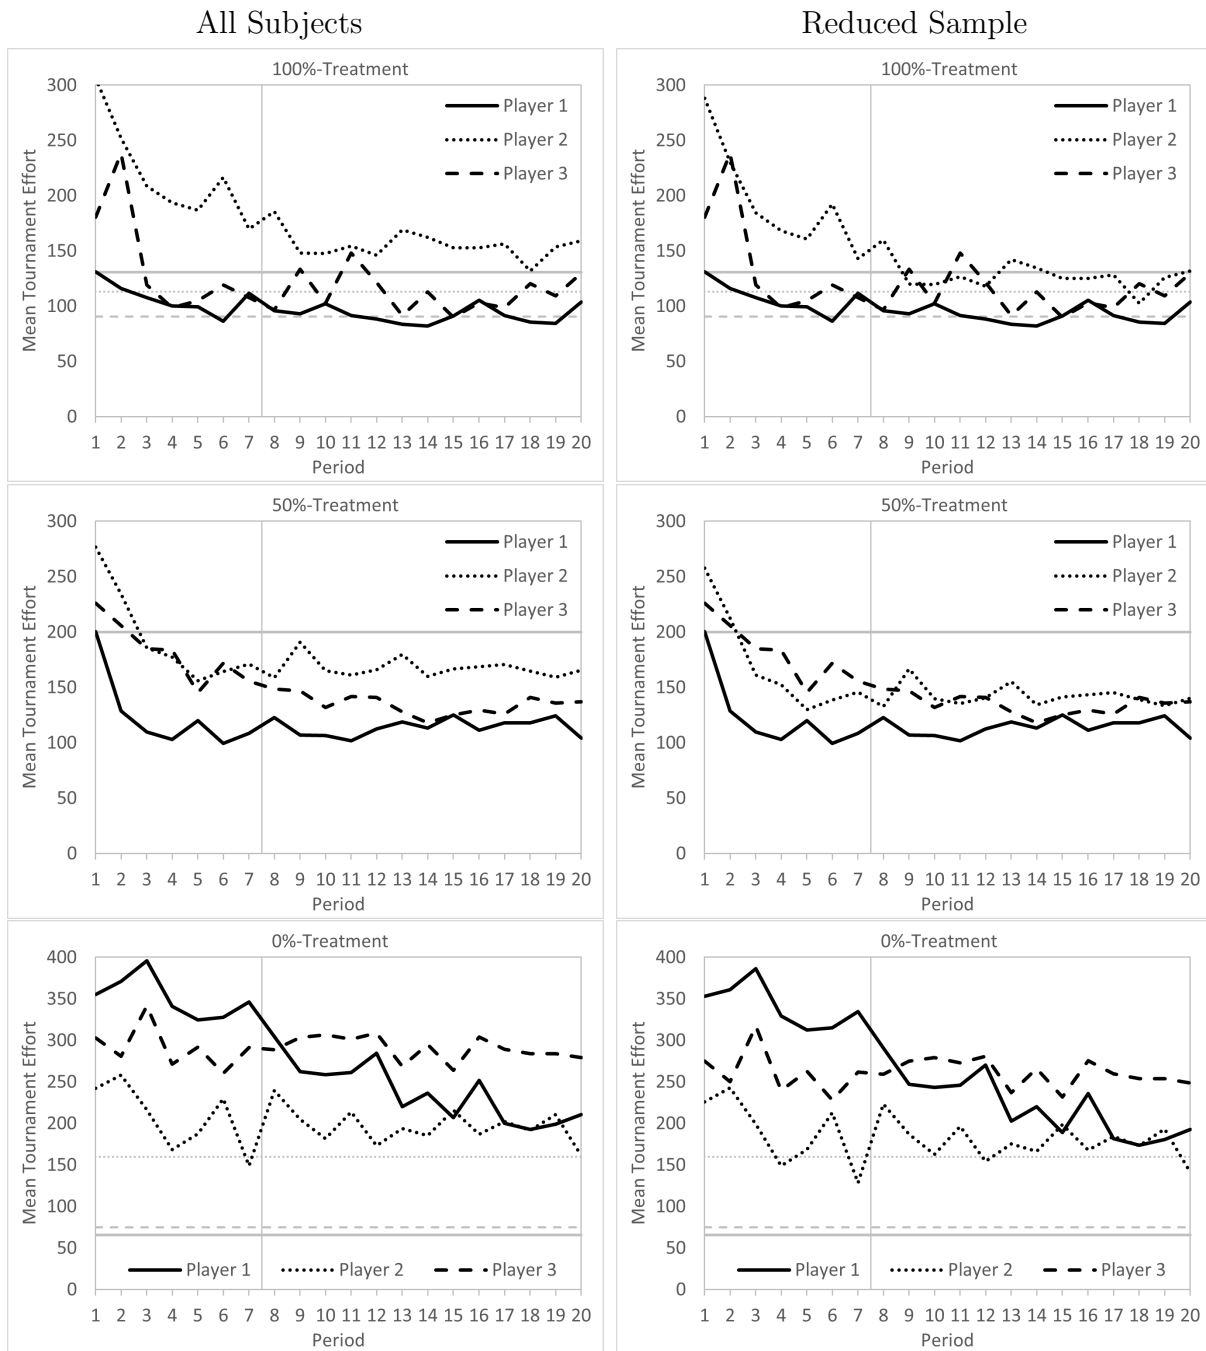 All Subjects
Reduced Sample
100%-Treatment
Mean Tournament Effort
300
250
200
150
100
50
0
Player 1
Player 2
Player 3
1 2 3 4 5 6 7 8 9 10 11 12 13 14 15 16 17 18 19 20
Period
100%-Treatment
Mean Tournament Effort
300
250
200
150
100
50
0
Player 1
Player 2
Player 3
1 2 3 4 5 6 7 8 9 10 11 12 13 14 15 16 17 18 19 20
Period
50%-Treatment
Mean Tournament Effort
300
250
200
150
100
50
0
Player 1
Player 2
Player 3
1 2 3 4 5 6 7 8 9 10 11 12 13 14 15 16 17 18 19 20
Period
50%-Treatment
Mean Tournament Effort
300
250
200
150
100
50
0
Player 1
Player 2
Player 3
1 2 3 4 5 6 7 8 9 10 11 12 13 14 15 16 17 18 19 20
Period
0%-Treatment
Mean Tournament Effort
400
350
300
250
200
150
100
50
0
Player 1 Player 2 Player 3
1 2 3 4 5 6 7 8 9 10 11 12 13 14 15 16 17 18 19 20
Period
0%-Treatment
Mean Tournament Effort
400
350
300
250
200
150
100
50
0
Player 1 Player 2 Player 3
1 2 3 4 5 6 7 8 9 10 11 12 13 14 15 16 17 18 19 20
Period